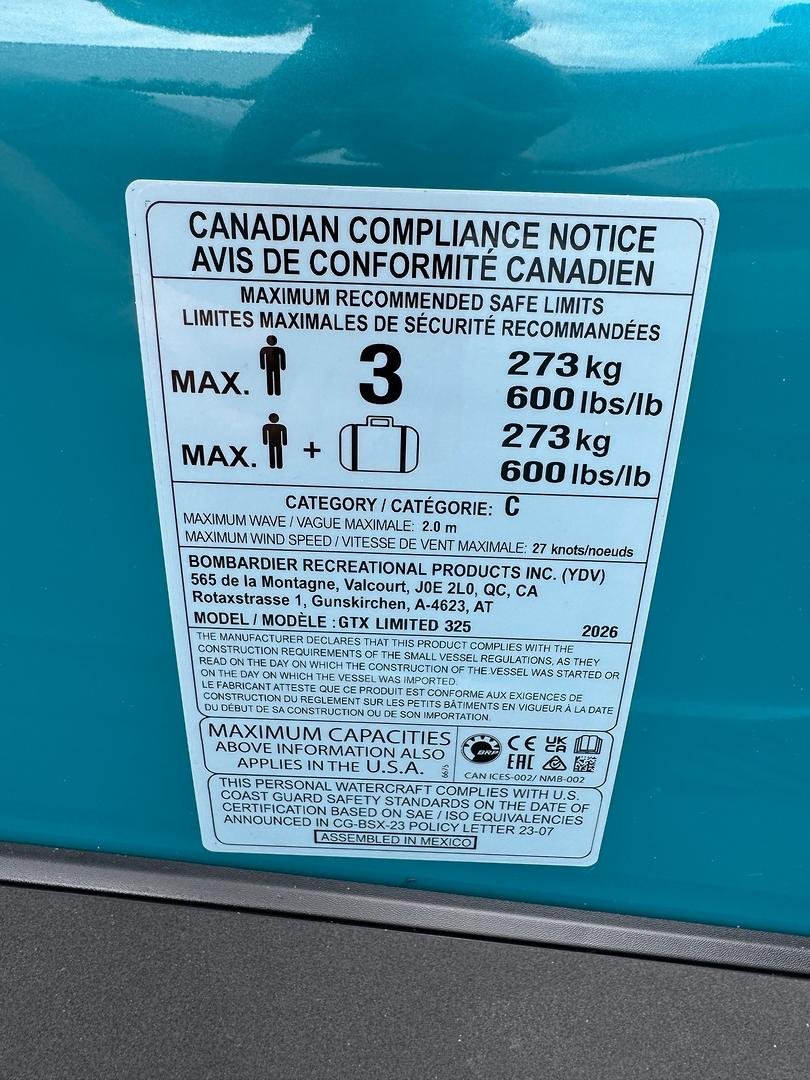 CANADIAN COMPLIANCE NOTICE
AVIS DE CONFORMITÉ CANADIEN
MAXIMUM RECOMMENDED SAFE LIMITS
LIMITES MAXIMALES DE SÉCURITÉ RECOMMANDÉES
MAX. 3 273 kg
600 lbs/lb
MAX. + 273 kg
600 lbs/lb
CATEGORY / CATÉGORIE: C
MAXIMUM WAVE / VAGUE MAXIMALE: 2.0 m
MAXIMUM WIND SPEED / VITESSE DE VENT MAXIMALE: 27 knots/noeuds
BOMBARDIER RECREATIONAL PRODUCTS INC. (YDV)
565 de la Montagne, Valcourt, J0E 2L0, QC, CA
Rotaxstrasse 1, Gunskirchen, A-4623, AT
MODEL / MODÈLE : GTX LIMITED 325 2026
THE MANUFACTURER DECLARES THAT THIS PRODUCT COMPLIES WITH THE
CONSTRUCTION REQUIREMENTS OF THE SMALL VESSEL REGULATIONS, AS THEY
READ ON THE DAY ON WHICH THE CONSTRUCTION OF THE VESSEL WAS STARTED OR
ON THE DAY ON WHICH THE VESSEL WAS IMPORTED.
LE FABRICANT ATTESTE QUE CE PRODUIT EST CONFORME AUX EXIGENCES DE
CONSTRUCTION DU REGLEMENT SUR LES PETITS BÂTIMENTS EN VIGUEUR À LA DATE
DU DÉBUT DE SA CONSTRUCTION OU DE SON IMPORTATION.
MAXIMUM CAPACITIES
ABOVE INFORMATION ALSO
APPLIES IN THE U.S.A.
6675
BRP CE UK CA
EAC
CAN ICES-002/ NMB-002
THIS PERSONAL WATERCRAFT COMPLIES WITH U.S.
COAST GUARD SAFETY STANDARDS ON THE DATE OF
CERTIFICATION BASED ON SAE / ISO EQUIVALENCIES
ANNOUNCED IN CG-BSX-23 POLICY LETTER 23-07
ASSEMBLED IN MEXICO